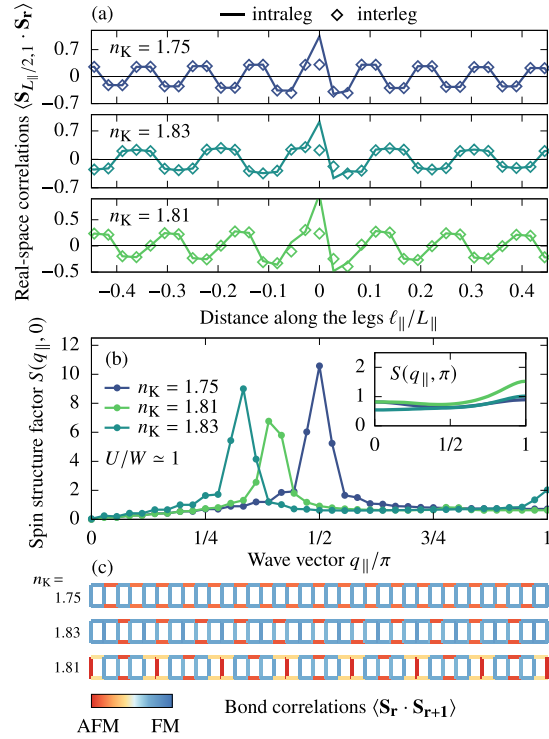 (a) intraleg interleg
Real-space correlations ⟨S_{L∥/2,1} · S_r⟩
n_K = 1.75
0.7
0
−0.7
n_K = 1.83
0.7
0
−0.7
n_K = 1.81
0.5
0
−0.5
−0.4 −0.3 −0.2 −0.1 0 0.1 0.2 0.3 0.4
Distance along the legs ℓ∥/L∥
Spin structure factor S(q∥, 0)
12
10
8
6
4
2
0
(b)
n_K = 1.75
n_K = 1.81
n_K = 1.83
U/W ≃ 1
S(q∥, π)
2
1
0
0 1/2 1
0 1/4 1/2 3/4 1
Wave vector q∥/π
(c)
n_K =
1.75
1.83
1.81
AFM FM
Bond correlations ⟨S_r · S_{r+1}⟩